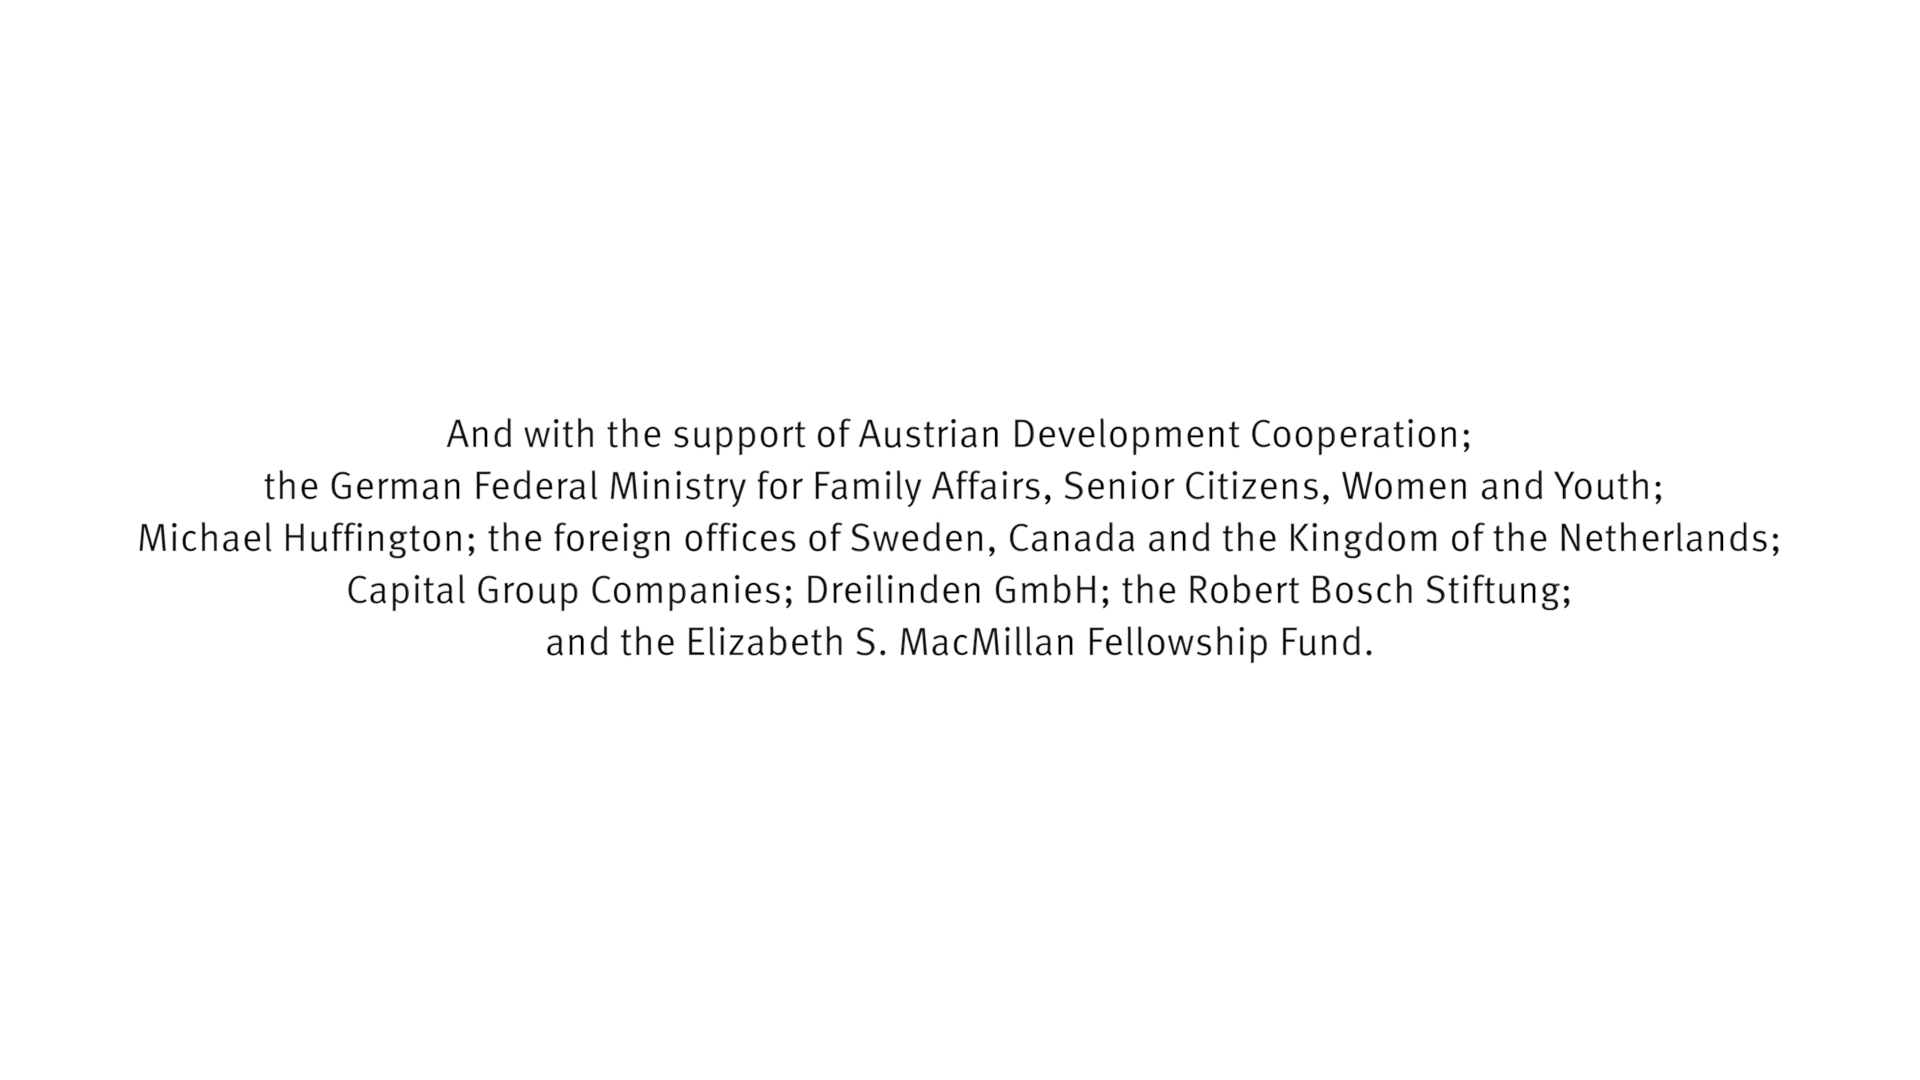 And with the support of Austrian Development Cooperation;
the German Federal Ministry for Family Affairs, Senior Citizens, Women and Youth;
Michael Huffington; the foreign offices of Sweden, Canada and the Kingdom of the Netherlands;
Capital Group Companies; Dreilinden GmbH; the Robert Bosch Stiftung;
and the Elizabeth S. MacMillan Fellowship Fund.